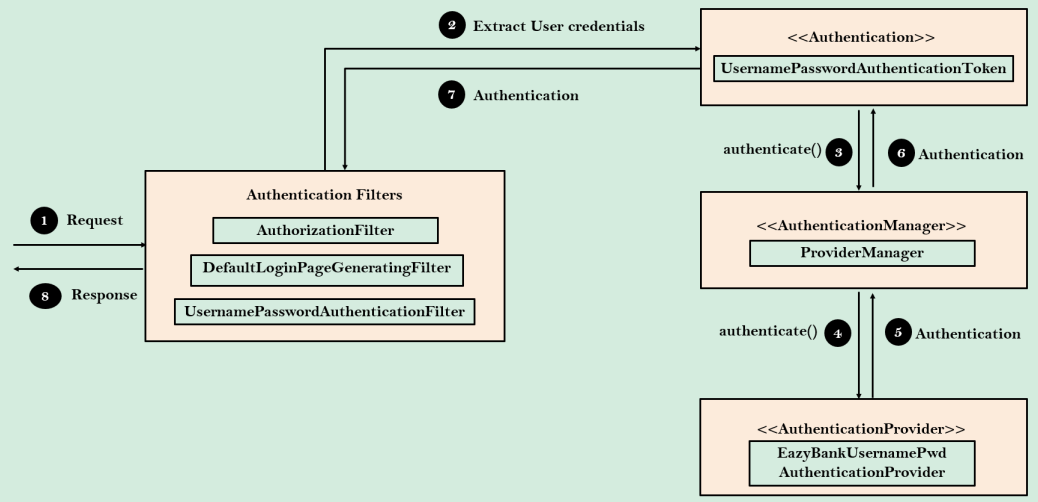 2 Extract User credentials
7 Authentication
<<Authentication>>
UsernamePasswordAuthenticationToken
authenticate() 3
6 Authentication
1 Request
8 Response
Authentication Filters
AuthorizationFilter
DefaultLoginPageGeneratingFilter
UsernamePasswordAuthenticationFilter
<<AuthenticationManager>>
ProviderManager
authenticate() 4
5 Authentication
<<AuthenticationProvider>>
EazyBankUsernamePwd
AuthenticationProvider